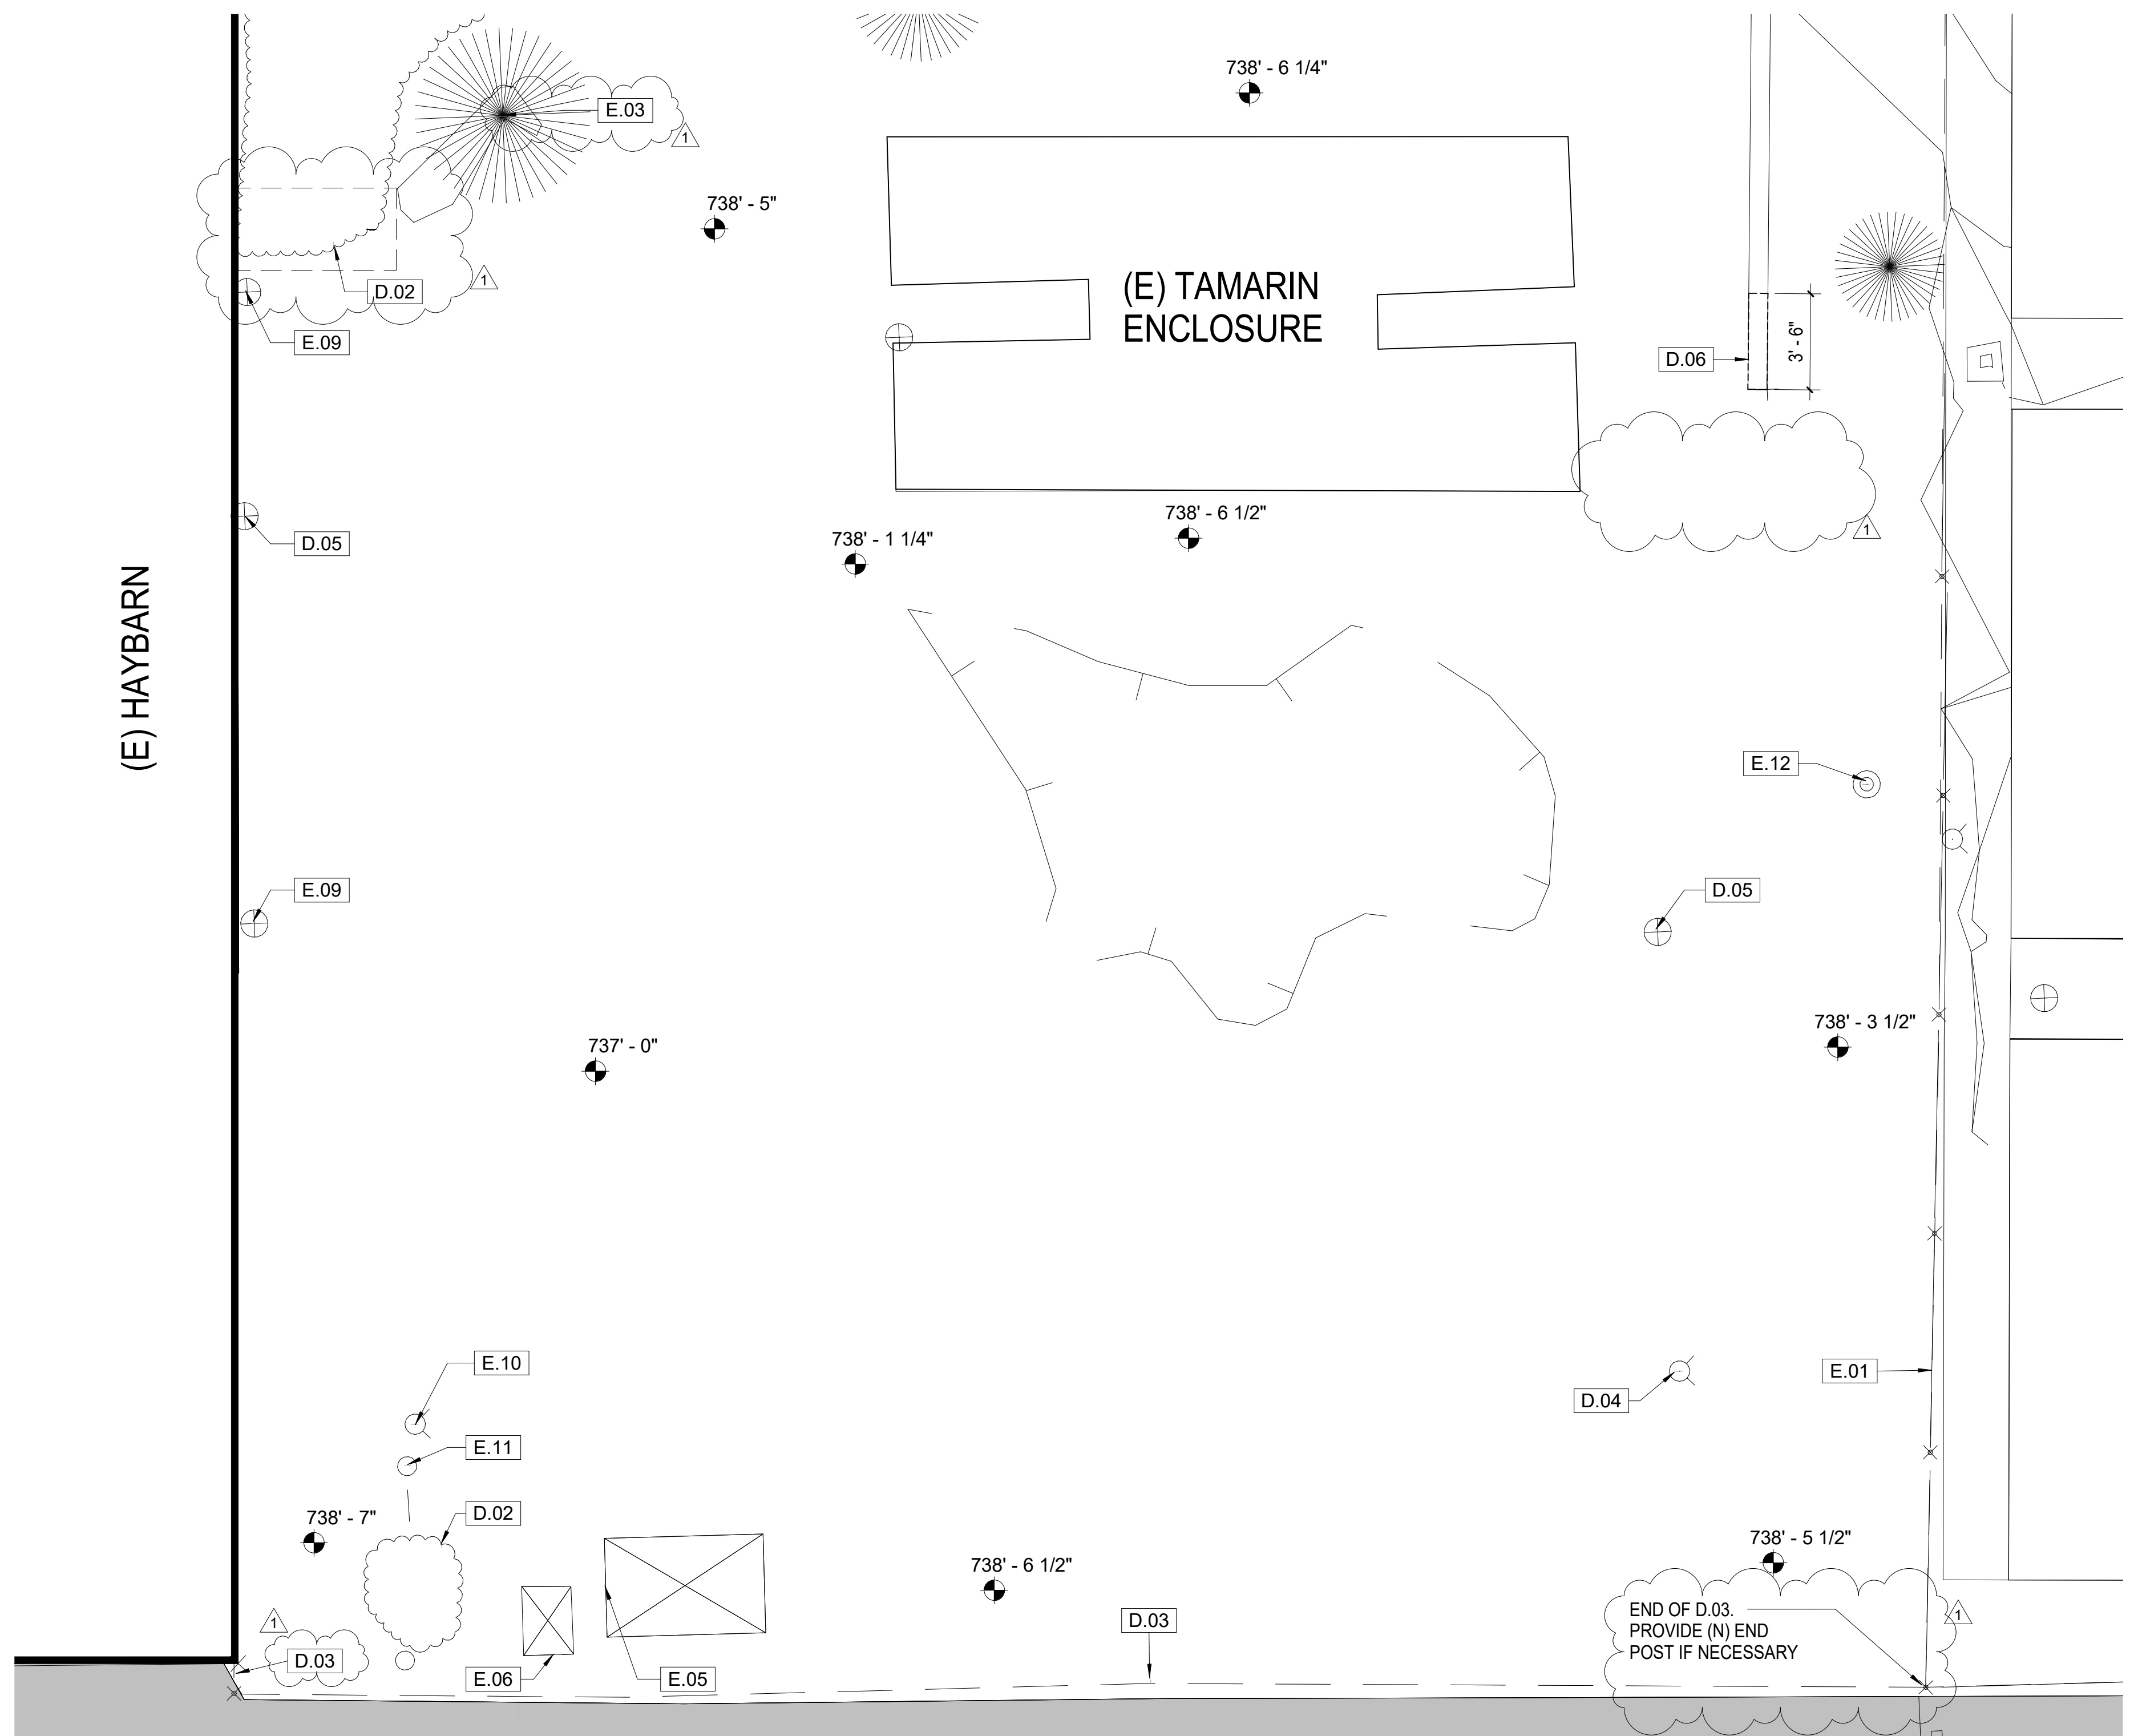 738' - 6 1/4"
E.03
1
738' - 5"
D.02
1
E.09
(E) TAMARIN
ENCLOSURE
D.06
3' - 6"
1
738' - 6 1/2"
738' - 1 1/4"
D.05
(E) HAYBARN
E.12
E.09
D.05
738' - 3 1/2"
737' - 0"
E.10
E.01
D.04
E.11
D.02
738' - 7"
738' - 5 1/2"
738' - 6 1/2"
1
D.03
E.06
E.05
D.03
END OF D.03.
PROVIDE (N) END
POST IF NECESSARY
1